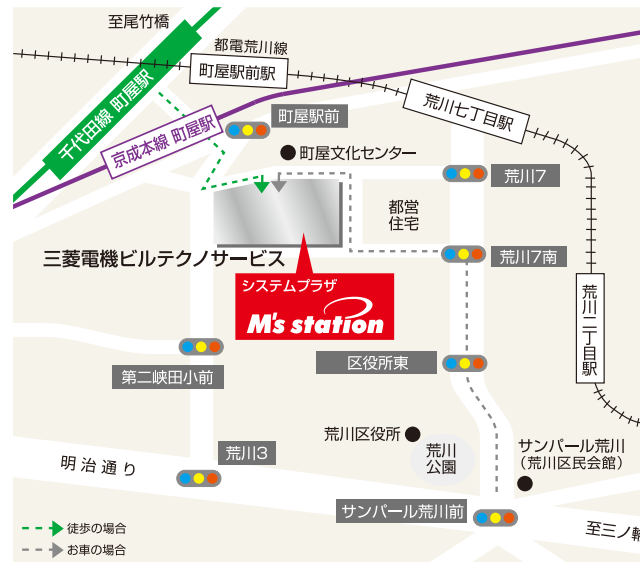 至尾竹橋
都電荒川線
町屋駅前駅
千代田線 町屋駅
京成本線 町屋駅
荒川七丁目駅
町屋駅前
町屋文化センター
荒川7
都営
住宅
三菱電機ビルテクノサービス
荒川7南
システムプラザ
M's station
荒川二丁目駅
第二峡田小前
区役所東
荒川区役所
荒川
公園
サンパール荒川
（荒川区民会館）
荒川3
明治通り
サンパール荒川前
至三ノ輪
徒歩の場合
お車の場合